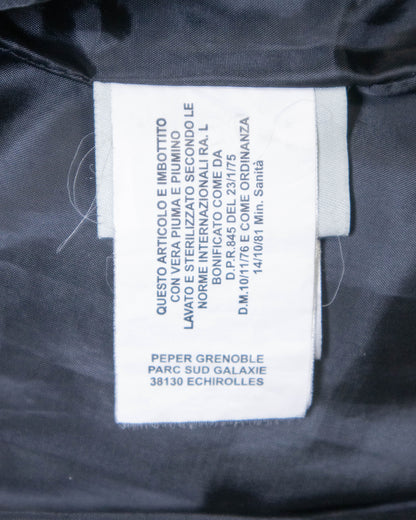 QUESTO ARTICOLO E IMBOTTITO
CON VERA PIUMA E PIUMINO
LAVATO E STERILIZZATO SECONDO LE
NORME INTERNAZIONALI RA. L
BONIFICATO COME DA
D.P.R. 845 DEL 23/1/75
D.M. 10/11/76 E COME ORDINANZA
14/10/81 Min. Sanità
PEPER GRENOBLE
PARC SUD GALAXIE
38130 ECHIROLLES